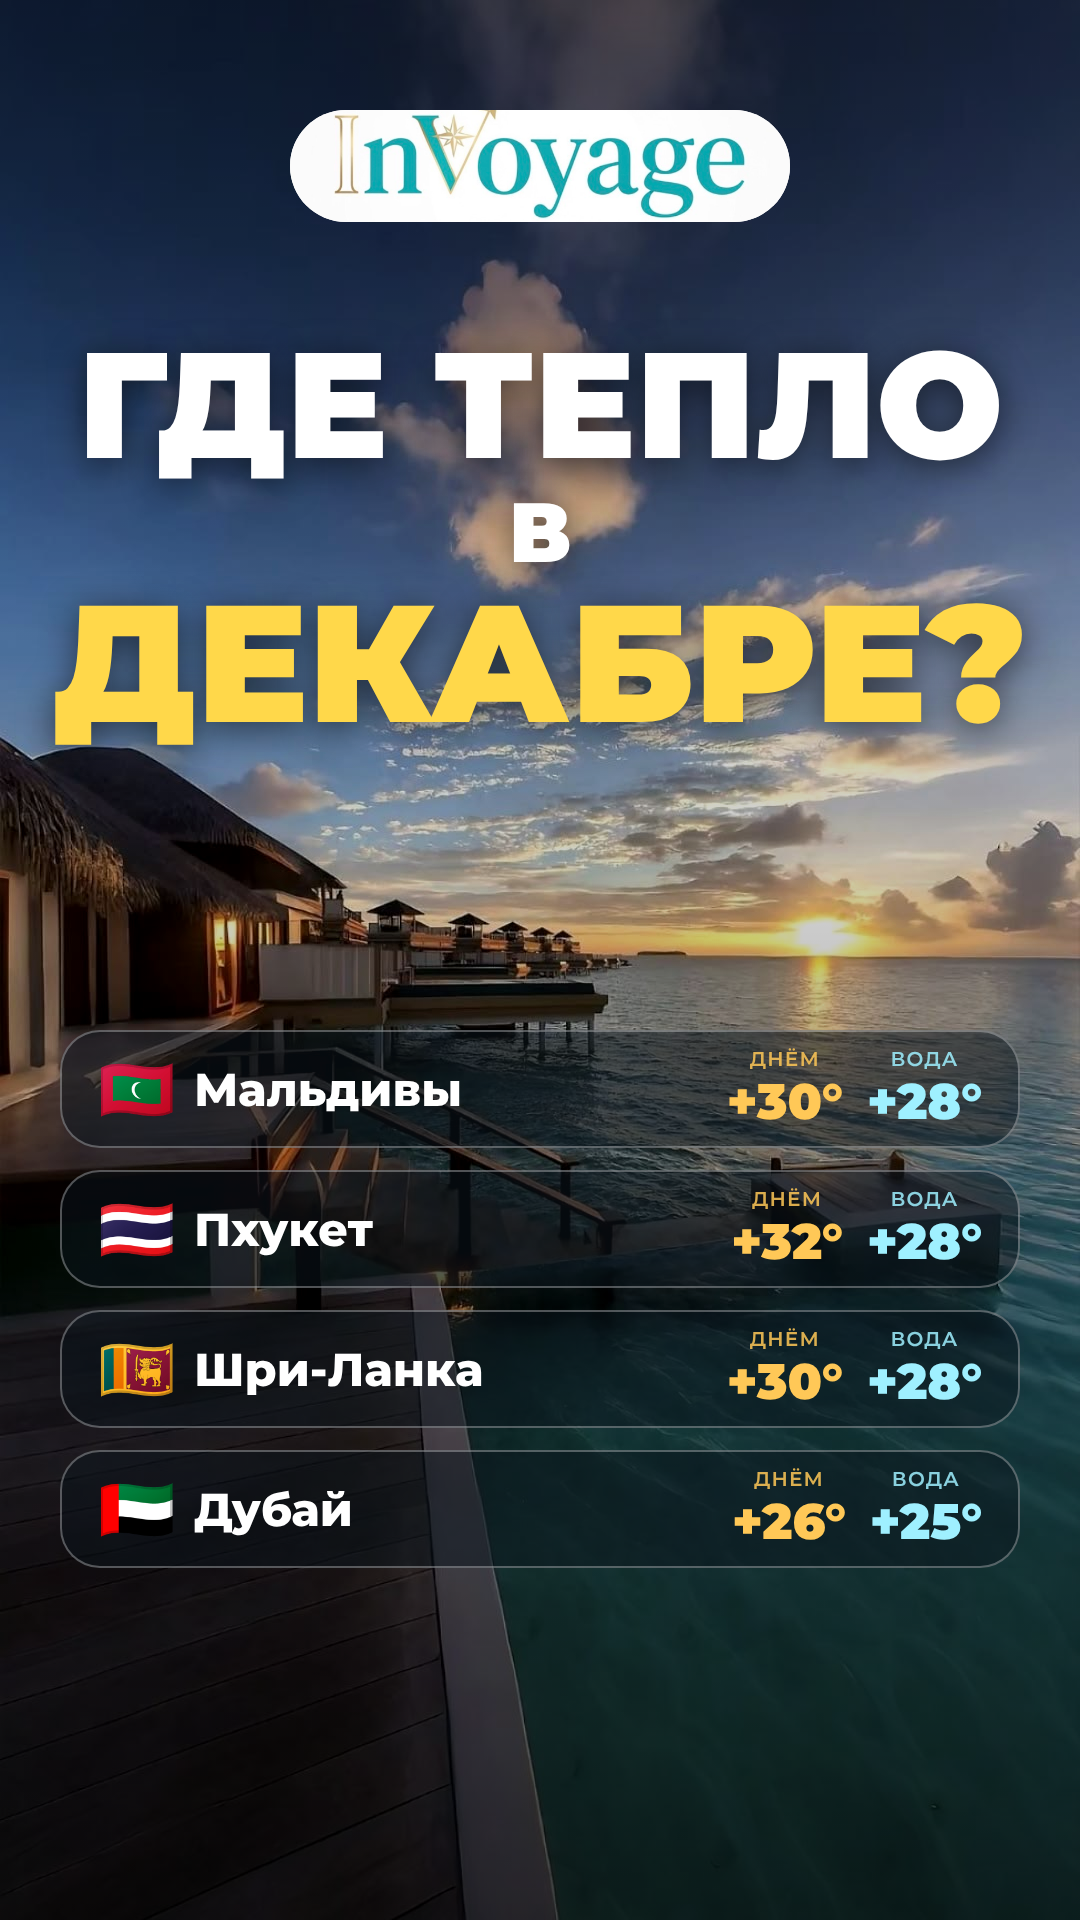 InVoyage
ГДЕ ТЕПЛО
В
ДЕКАБРЕ?
Мальдивы
ДНЁМ ВОДА
+30° +28°
Пхукет
ДНЁМ ВОДА
+32° +28°
Шри-Ланка
ДНЁМ ВОДА
+30° +28°
Дубай
ДНЁМ ВОДА
+26° +25°